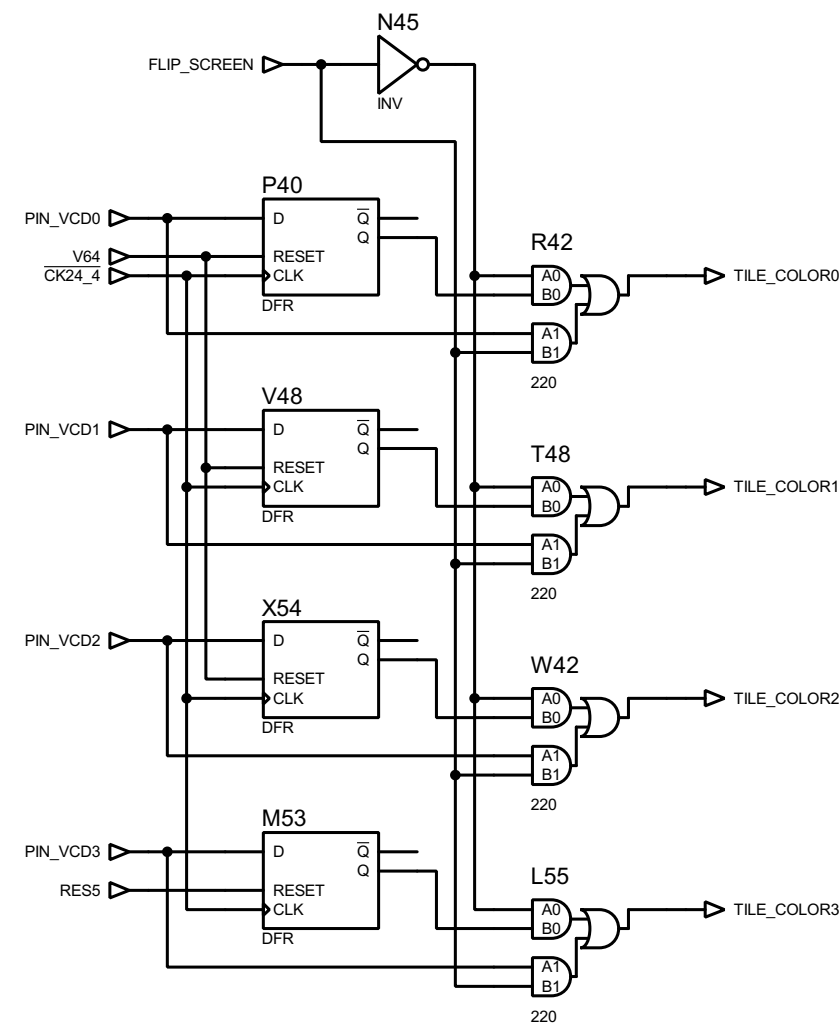 N45
FLIP_SCREEN
INV
P40
PIN_VCD0
D
Q
Q
V64
RESET
CK24_4
CLK
DFR
R42
A0
B0
A1
B1
220
TILE_COLOR0
V48
PIN_VCD1
D
Q
Q
RESET
CLK
DFR
T48
A0
B0
A1
B1
220
TILE_COLOR1
X54
PIN_VCD2
D
Q
Q
RESET
CLK
DFR
W42
A0
B0
A1
B1
220
TILE_COLOR2
M53
PIN_VCD3
D
Q
Q
RES5
RESET
CLK
DFR
L55
A0
B0
A1
B1
220
TILE_COLOR3